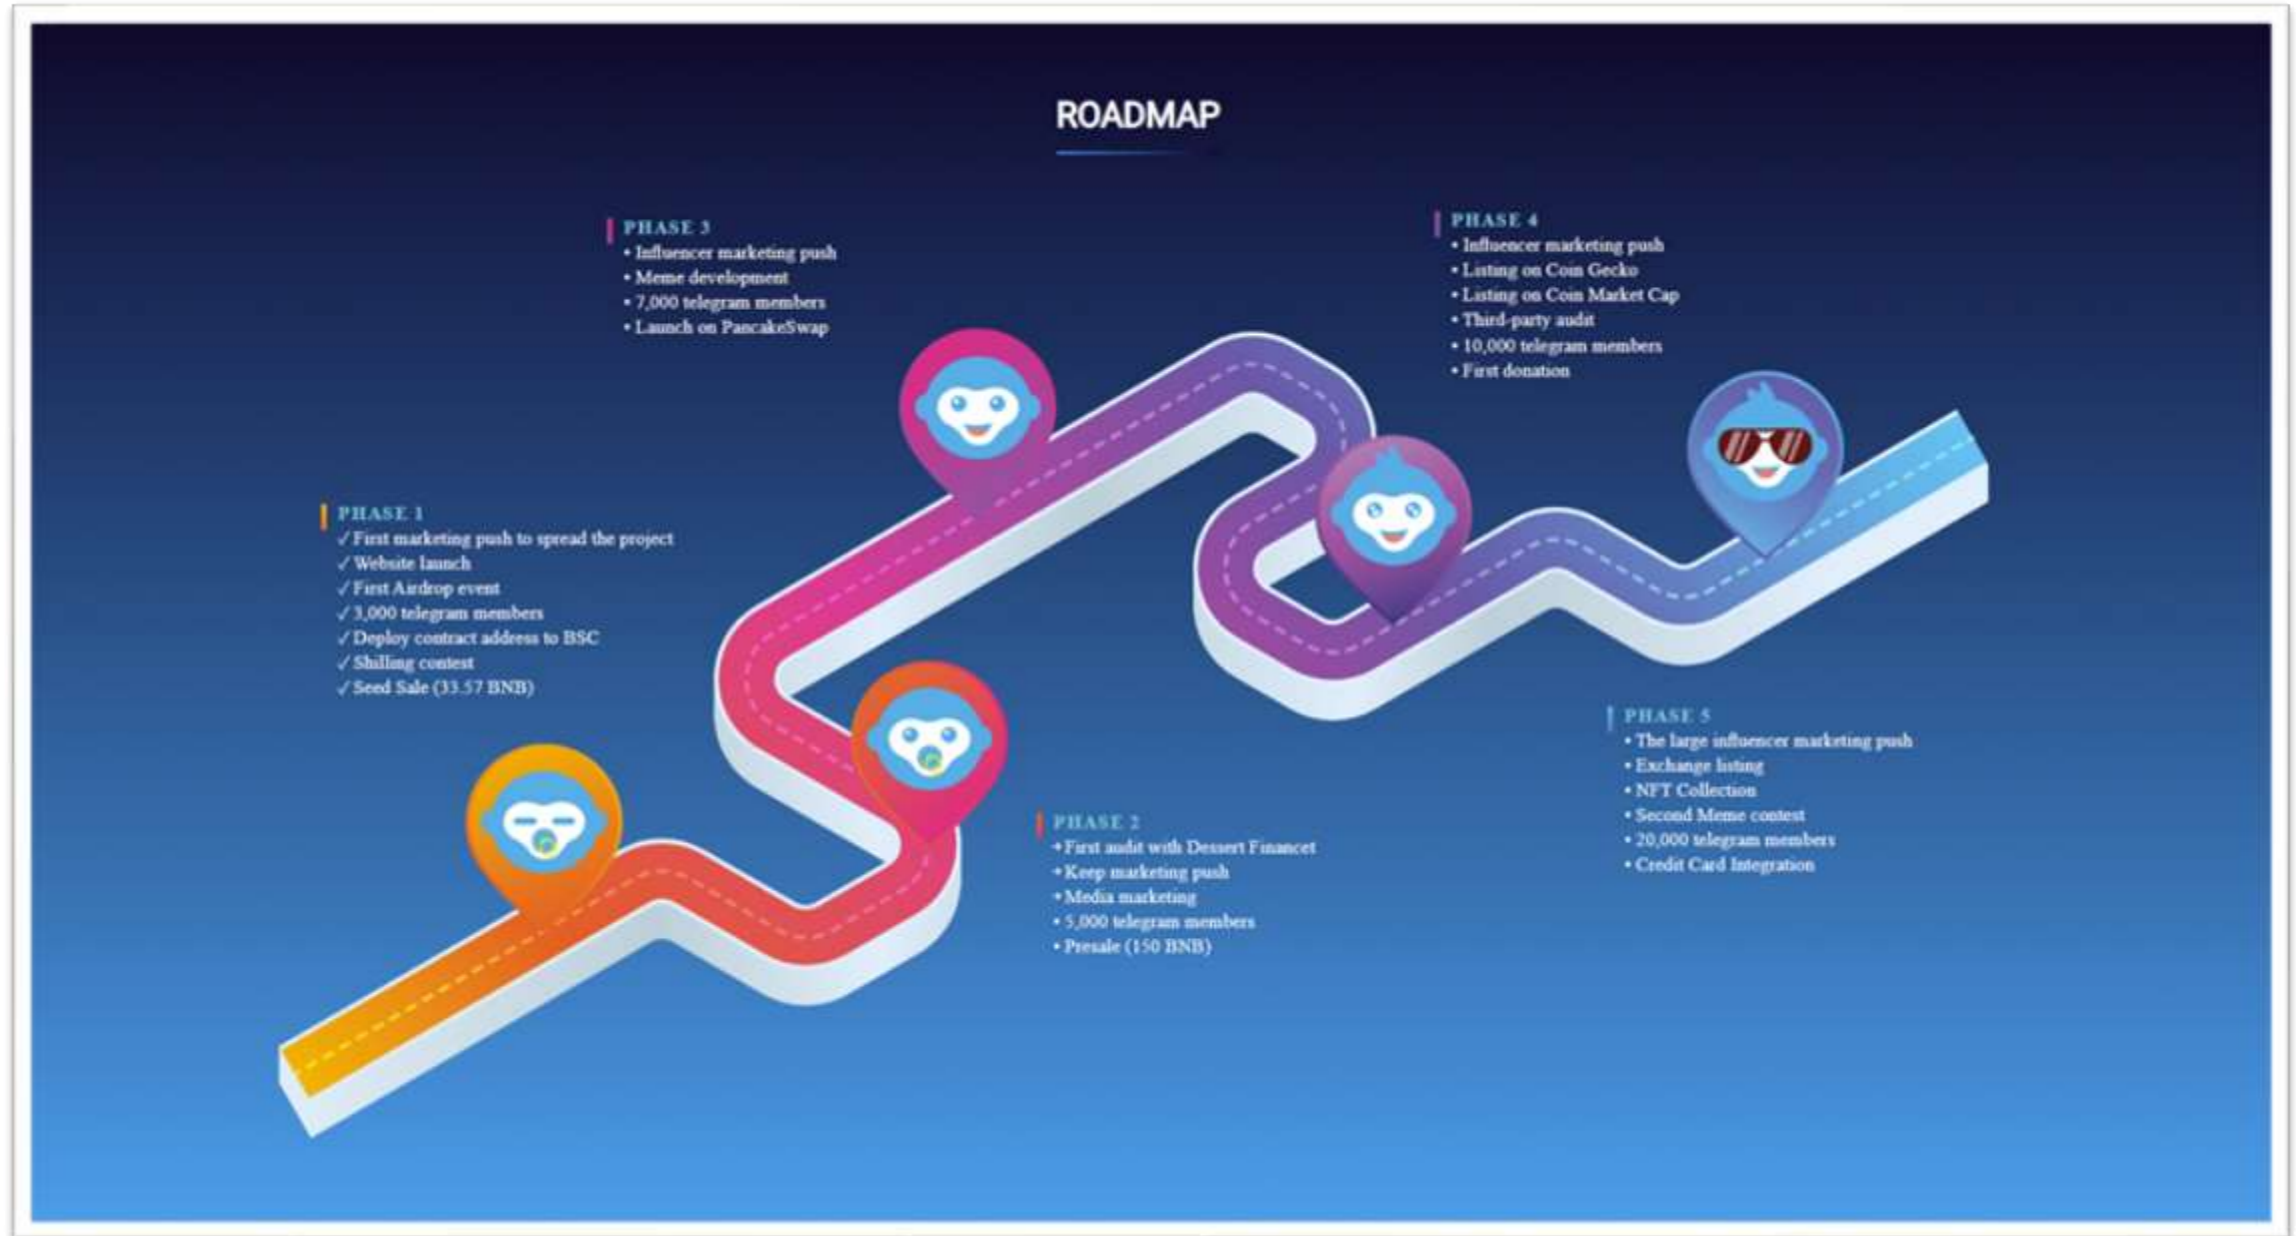 ROADMAP
PHASE 3
• Influencer marketing push
• Meme development
• 7,000 telegram members
• Launch on PancakeSwap
PHASE 4
• Influencer marketing push
• Listing on Coin Gecko
• Listing on Coin Market Cap
• Third-party audit
• 10,000 telegram members
• First donation
PHASE 1
✓ First marketing push to spread the project
✓ Website launch
✓ First Airdrop event
✓ 3,000 telegram members
✓ Deploy contract address to BSC
✓ Shilling contest
✓ Seed Sale (33.57 BNB)
PHASE 2
➝ First audit with Dessert Financet
➝ Keep marketing push
➝ Media marketing
• 5,000 telegram members
• Presale (150 BNB)
PHASE 5
• The large influencer marketing push
• Exchange listing
• NFT Collection
• Second Meme contest
• 20,000 telegram members
• Credit Card Integration